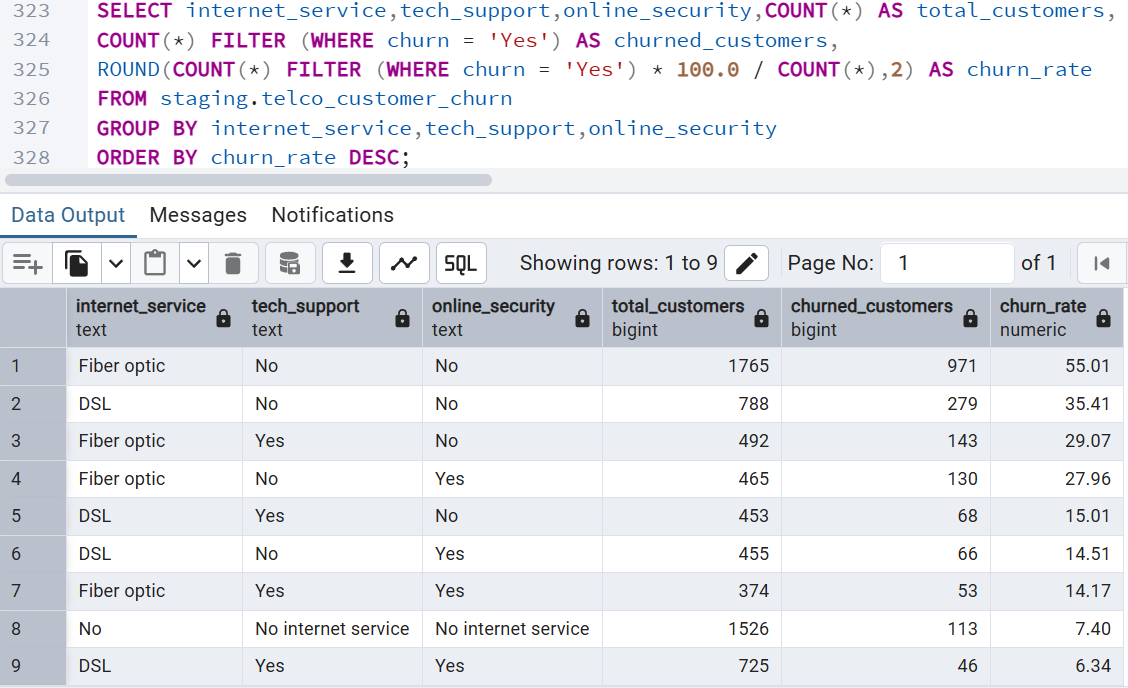 323 SELECT internet_service,tech_support,online_security,COUNT(*) AS total_customers,
324 COUNT(*) FILTER (WHERE churn = 'Yes') AS churned_customers,
325 ROUND(COUNT(*) FILTER (WHERE churn = 'Yes') * 100.0 / COUNT(*),2) AS churn_rate
326 FROM staging.telco_customer_churn
327 GROUP BY internet_service,tech_support,online_security
328 ORDER BY churn_rate DESC;
Data Output Messages Notifications
SQL Showing rows: 1 to 9 Page No: 1 of 1
internet_service tech_support online_security total_customers churned_customers churn_rate
text text text bigint bigint numeric
1 Fiber optic No No 1765 971 55.01
2 DSL No No 788 279 35.41
3 Fiber optic Yes No 492 143 29.07
4 Fiber optic No Yes 465 130 27.96
5 DSL Yes No 453 68 15.01
6 DSL No Yes 455 66 14.51
7 Fiber optic Yes Yes 374 53 14.17
8 No No internet service No internet service 1526 113 7.40
9 DSL Yes Yes 725 46 6.34